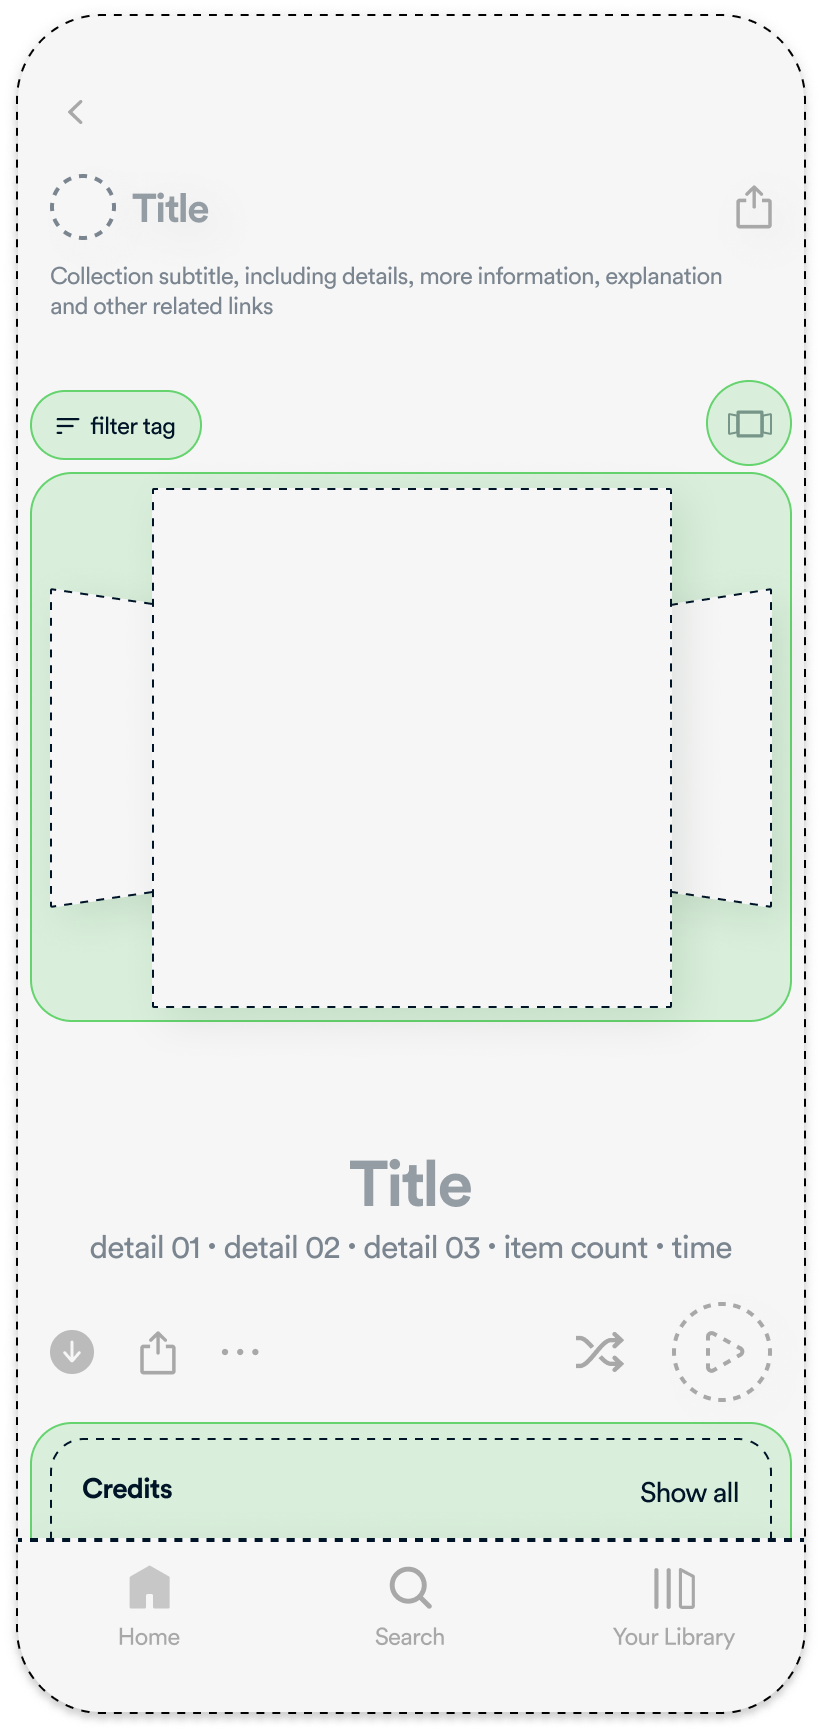 Title
Collection subtitle, including details, more information, explanation
and other related links
filter tag
Title
detail 01 • detail 02 • detail 03 • item count • time
Credits
Show all
Home
Search
Your Library